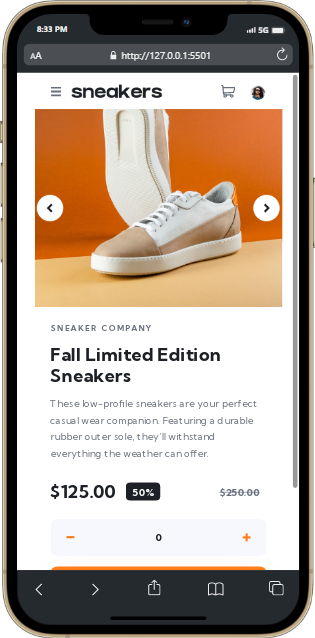 8:33 PM
5G
AA http://127.0.0.1:5501
sneakers
SNEAKER COMPANY
Fall Limited Edition
Sneakers
These low-profile sneakers are your perfect
casual wear companion. Featuring a durable
rubber outer sole, they'll withstand
everything the weather can offer.
$125.00 50% $250.00
0